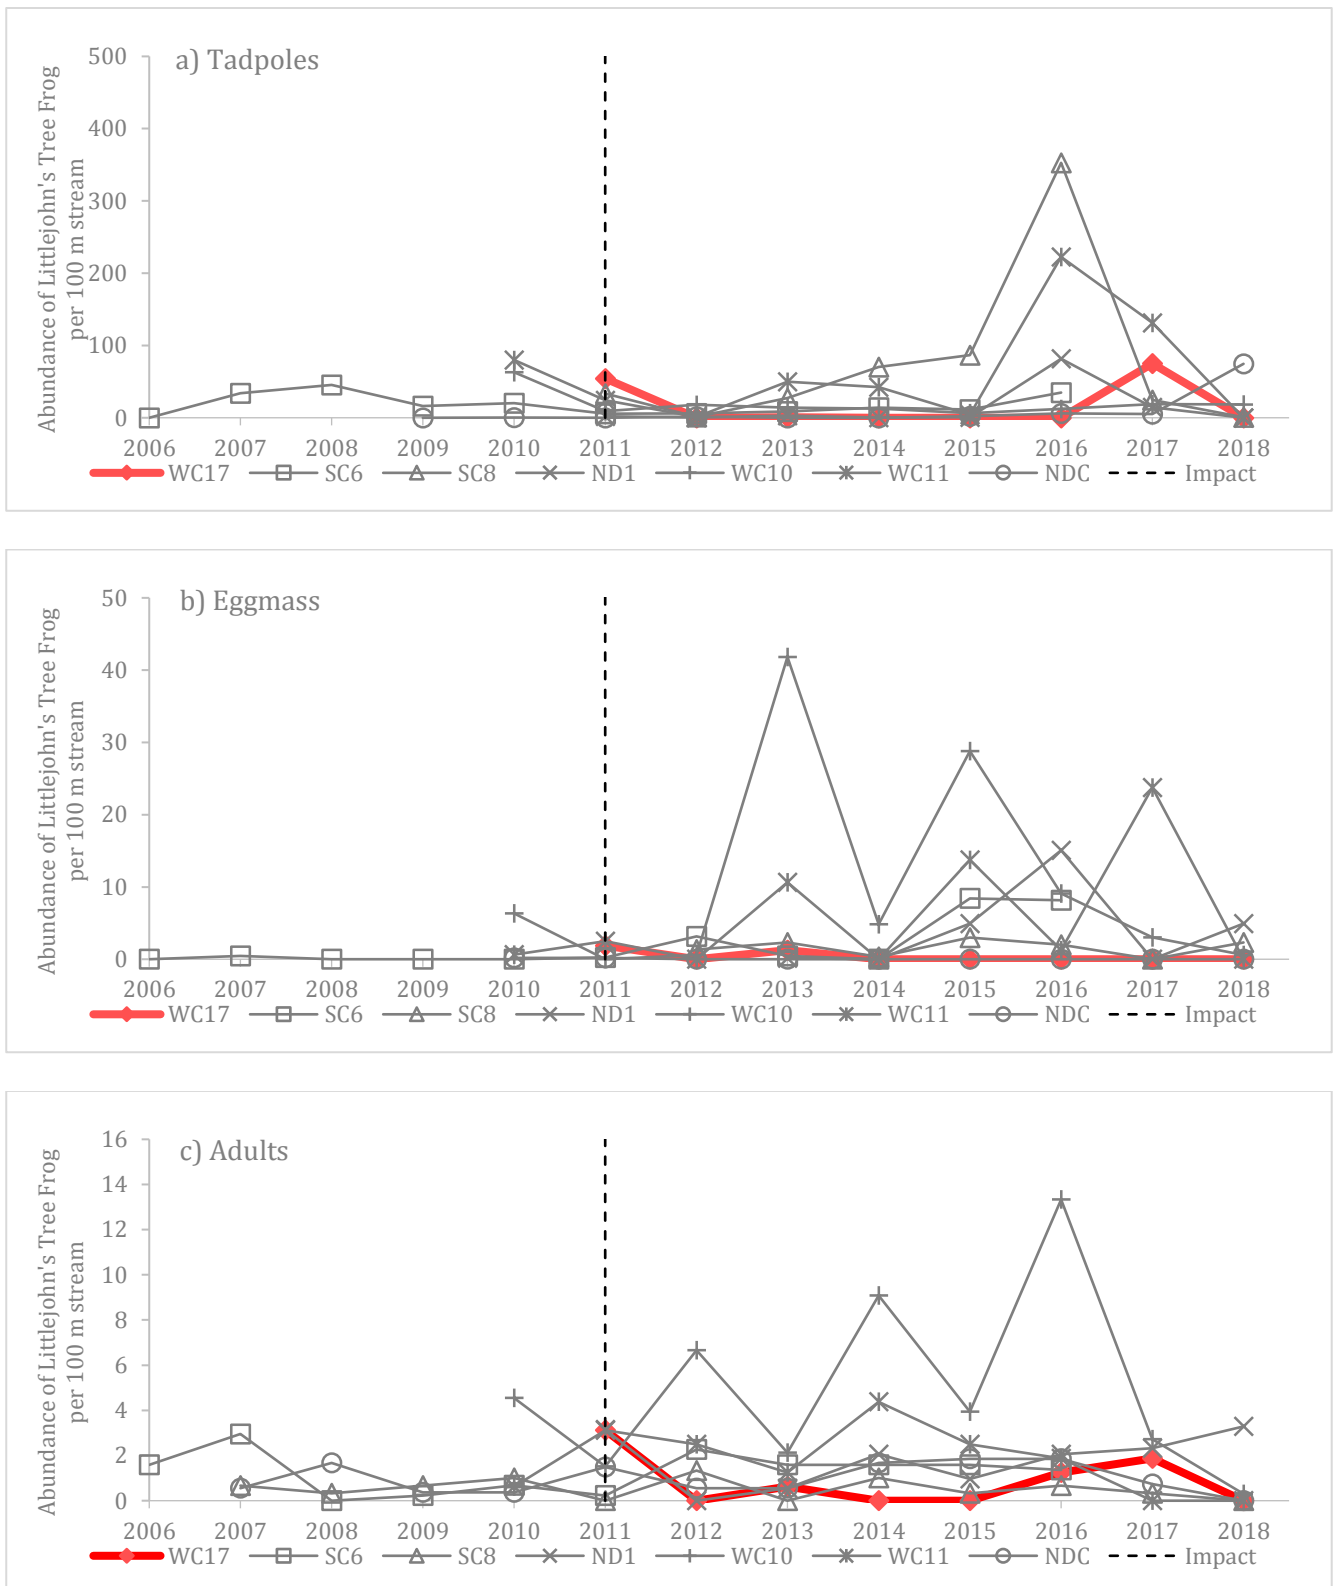 a) Tadpoles
Abundance of Littlejohn's Tree Frog
per 100 m stream
500
400
300
200
100
0
2006 2007 2008 2009 2010 2011 2012 2013 2014 2015 2016 2017 2018
WC17 SC6 SC8 ND1 WC10 WC11 NDC Impact
b) Eggmass
Abundance of Littlejohn's Tree Frog
per 100 m stream
50
40
30
20
10
0
2006 2007 2008 2009 2010 2011 2012 2013 2014 2015 2016 2017 2018
WC17 SC6 SC8 ND1 WC10 WC11 NDC Impact
c) Adults
Abundance of Littlejohn's Tree Frog
per 100 m stream
16
14
12
10
8
6
4
2
0
2006 2007 2008 2009 2010 2011 2012 2013 2014 2015 2016 2017 2018
WC17 SC6 SC8 ND1 WC10 WC11 NDC Impact